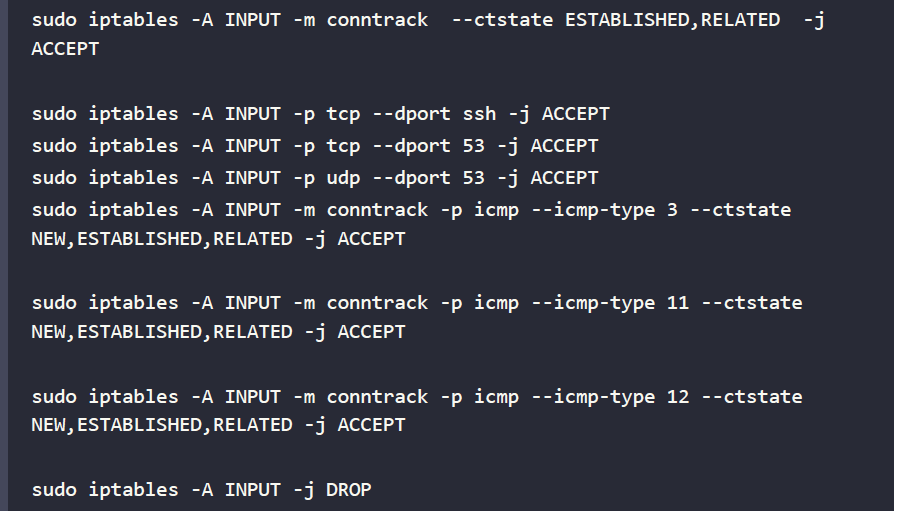 sudo iptables -A INPUT -m conntrack  --ctstate ESTABLISHED,RELATED  -j
ACCEPT
sudo iptables -A INPUT -p tcp --dport ssh -j ACCEPT
sudo iptables -A INPUT -p tcp --dport 53 -j ACCEPT
sudo iptables -A INPUT -p udp --dport 53 -j ACCEPT
sudo iptables -A INPUT -m conntrack -p icmp --icmp-type 3 --ctstate
NEW,ESTABLISHED,RELATED -j ACCEPT
sudo iptables -A INPUT -m conntrack -p icmp --icmp-type 11 --ctstate
NEW,ESTABLISHED,RELATED -j ACCEPT
sudo iptables -A INPUT -m conntrack -p icmp --icmp-type 12 --ctstate
NEW,ESTABLISHED,RELATED -j ACCEPT
sudo iptables -A INPUT -j DROP